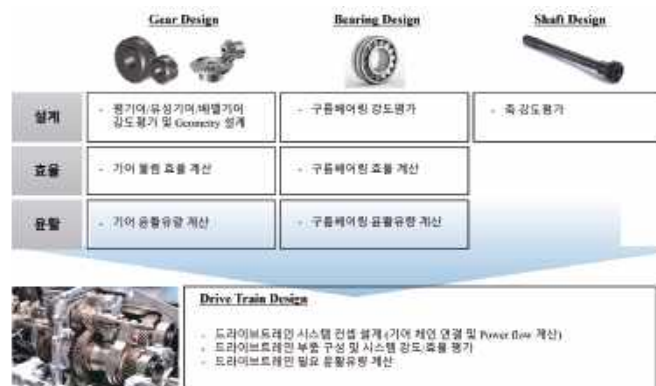 Gear Design
Bearing Design
Shaft Design
설계
- 평기어/유성기어/베벨기어
강도평가 및 Geometry 설계
- 구름베어링 강도평가
- 축 강도평가
효율
- 기어 물림 효율 계산
- 구름베어링 효율 계산
윤활
- 기어 윤활유량 계산
- 구름베어링 윤활유량 계산
Drive Train Design
- 드라이브트레인 시스템 컨셉 설계 (기어 체인 연결 및 Power flow 계산)
- 드라이브트레인 부품 구성 및 시스템 강도/효율 평가
- 드라이브트레인 필요 윤활유량 계산